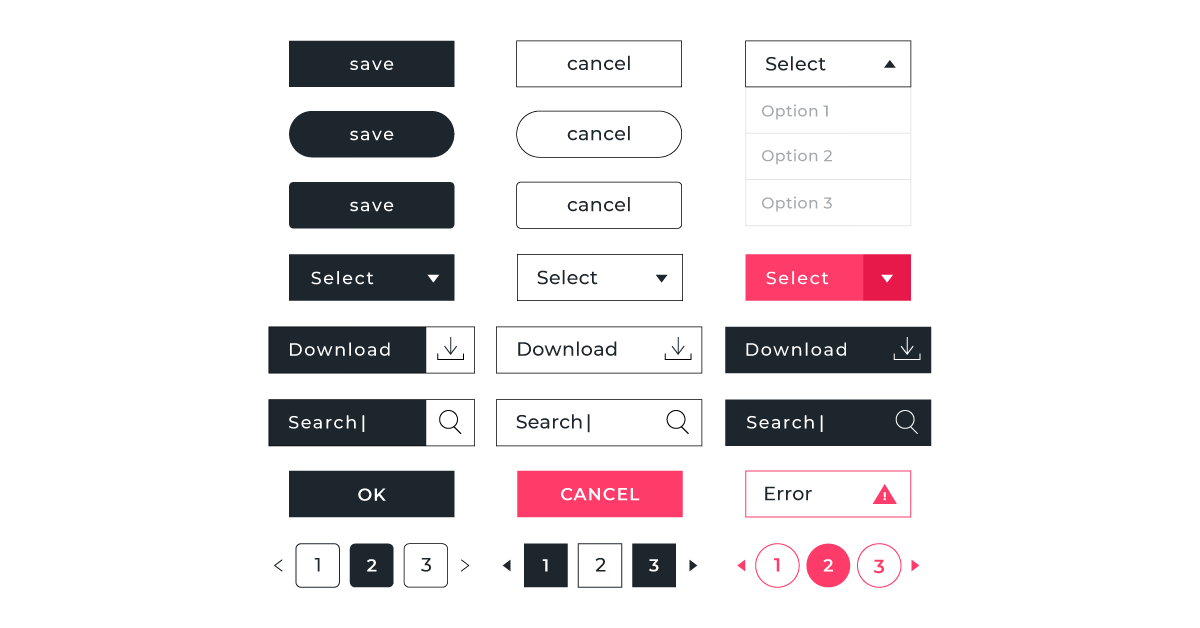 save
cancel
Select
Option 1
save
cancel
Option 2
save
cancel
Option 3
Select
Select
Select
Download
Download
Download
Search|
Search|
Search|
OK
CANCEL
Error
!
< 1 2 3 >
1 2 3
1 2 3